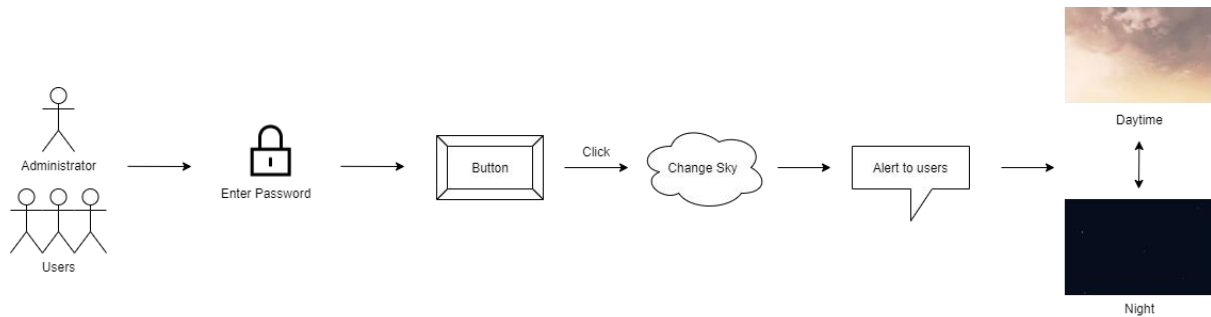 Administrator
Users
Enter Password
Button
Click
Change Sky
Alert to users
Daytime
Night